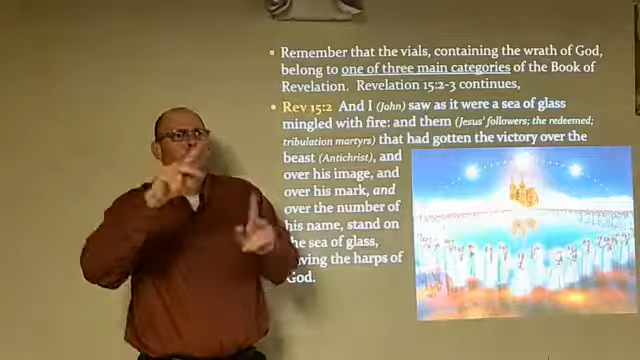 Remember that the vials, containing the wrath of God,
belong to one of three main categories of the Book of
Revelation. Revelation 15:2-3 continues,
Rev 15:2 And I (John) saw as it were a sea of glass
mingled with fire: and them (Jesus' followers; the redeemed;
tribulation martyrs) that had gotten the victory over the
beast (Antichrist), and
over his image, and
over his mark, and
over the number of
his name, stand on
the sea of glass,
having the harps of
God.